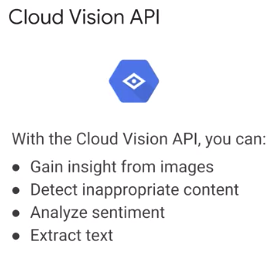 Cloud Vision API
With the Cloud Vision API, you can:
● Gain insight from images
● Detect inappropriate content
● Analyze sentiment
● Extract text